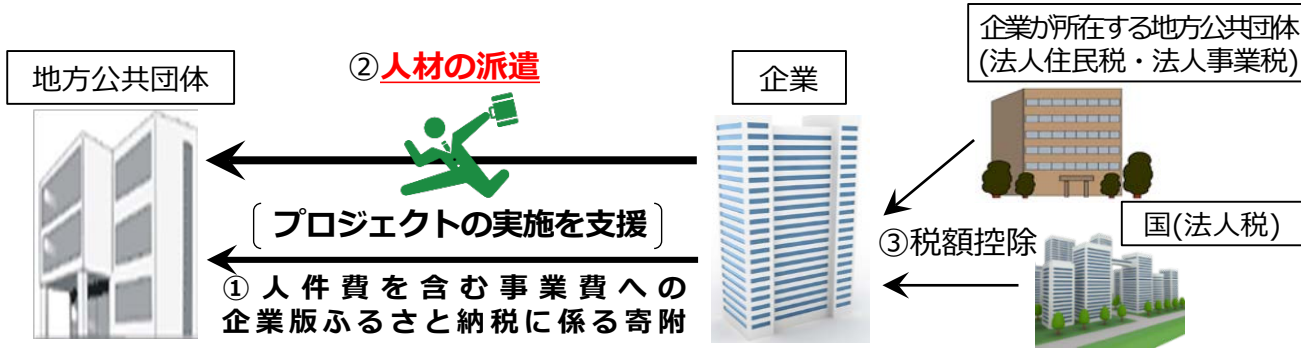 地方公共団体
②人材の派遣
企業
企業が所在する地方公共団体
(法人住民税・法人事業税)
プロジェクトの実施を支援
③税額控除
国(法人税)
①人件費を含む事業費への
企業版ふるさと納税に係る寄附